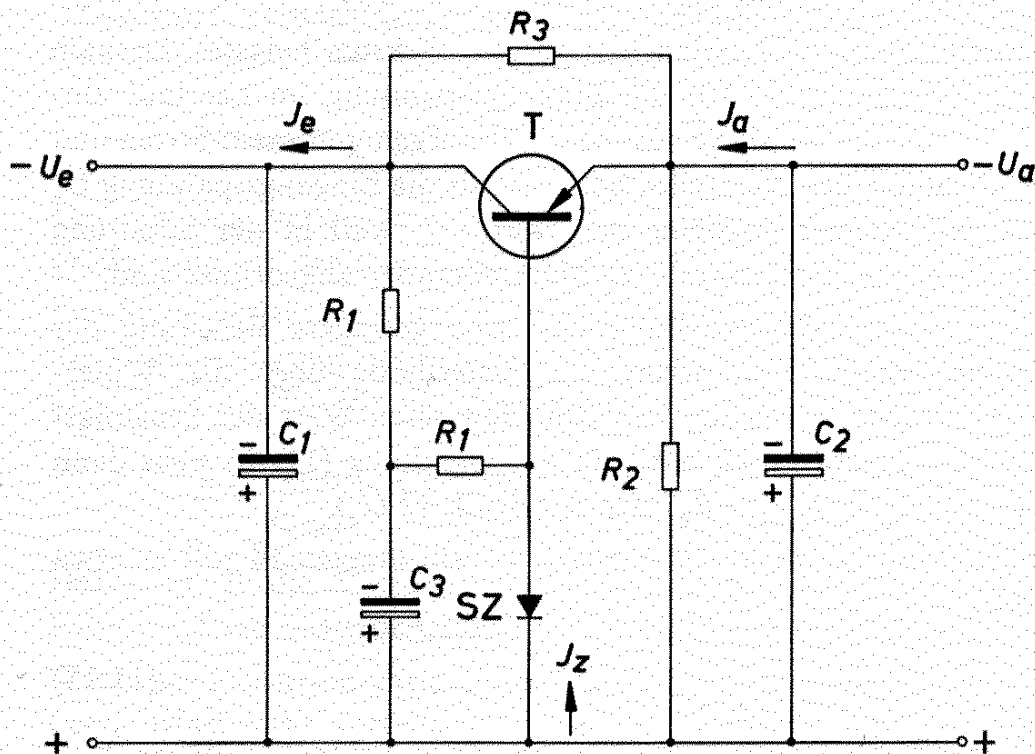 R3
T
Je
Ja
− Ue
− Ua
R1
R1
− C1 +
R2
− C2 +
− C3 +
SZ
Jz
+
+